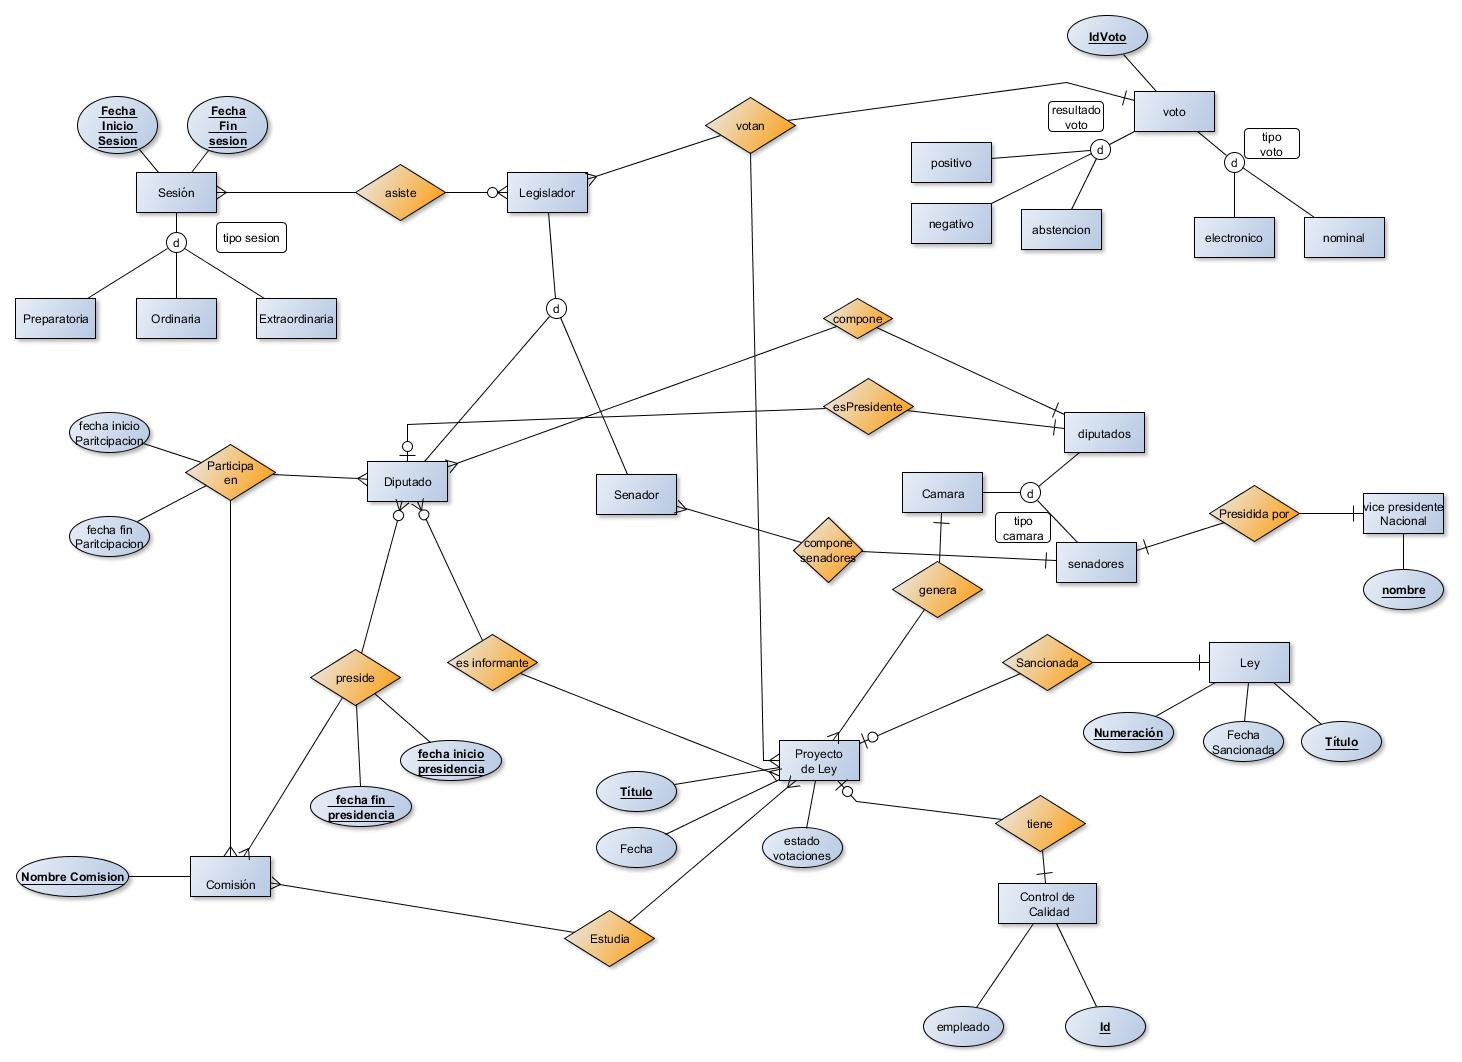 IdVoto
Fecha
Inicio
Sesion
Fecha
Fin
sesion
votan
resultado
voto
voto
tipo
voto
positivo
negativo
abstencion
electronico
nominal
Sesión
asiste
Legislador
tipo sesion
d
d
d
Preparatoria
Ordinaria
Extraordinaria
d
compone
esPresidente
diputados
fecha inicio
Paritcipacion
Participa
en
fecha fin
Paritcipacion
Diputado
Senador
Camara
d
tipo
camara
Presidida por
vice presidente
Nacional
nombre
compone
senadores
senadores
genera
preside
es informante
Sancionada
Ley
Numeración
Fecha
Sancionada
Título
fecha inicio
presidencia
fecha fin
presidencia
Proyecto
de Ley
Titulo
Fecha
estado
votaciones
tiene
Nombre Comision
Comisión
Estudia
Control de
Calidad
empleado
Id